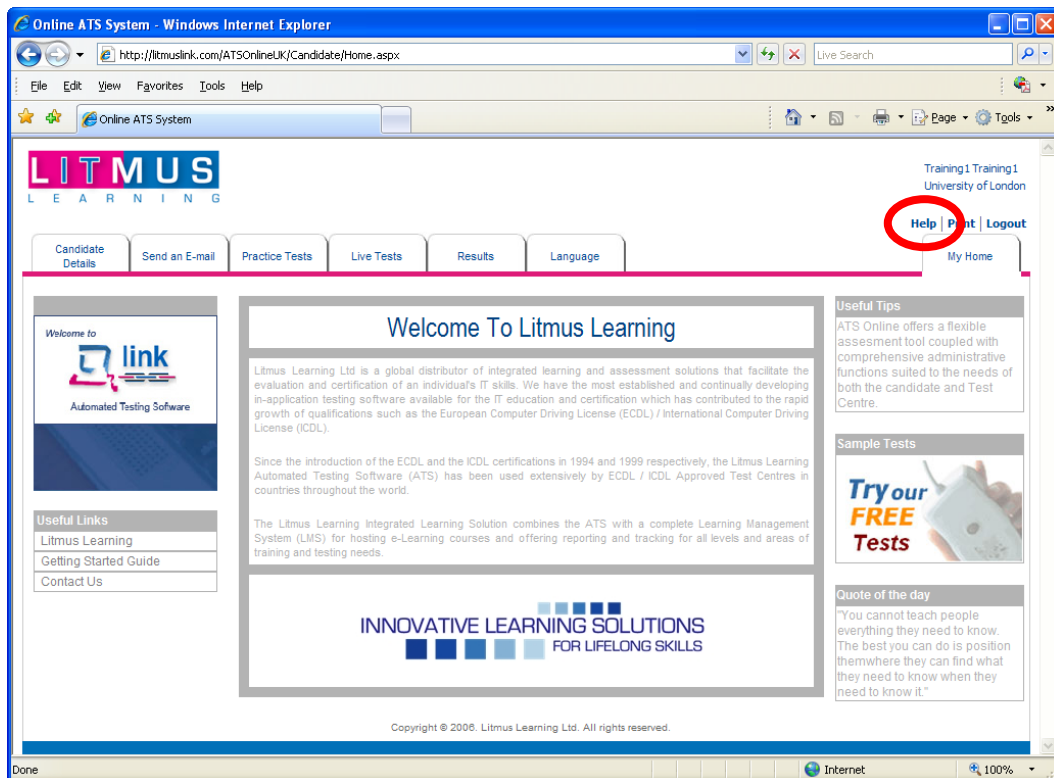 Online ATS System - Windows Internet Explorer
http://litmuslink.com/ATSOnlineUK/Candidate/Home.aspx
Live Search
File Edit View Favorites Tools Help
Online ATS System
Page Tools
LITMUS
LEARNING
Training1 Training1
University of London
Help | Print | Logout
Candidate
Details
Send an E-mail
Practice Tests
Live Tests
Results
Language
My Home
Welcome to
link
Automated Testing Software
Useful Links
Litmus Learning
Getting Started Guide
Contact Us
Welcome To Litmus Learning
Litmus Learning Ltd is a global distributor of integrated learning and assessment solutions that facilitate the
evaluation and certification of an individual's IT skills. We have the most established and continually developing
in-application testing software available for the IT education and certification which has contributed to the rapid
growth of qualifications such as the European Computer Driving License (ECDL) / International Computer Driving
License (ICDL).
Since the introduction of the ECDL and the ICDL certifications in 1994 and 1999 respectively, the Litmus Learning
Automated Testing Software (ATS) has been used extensively by ECDL / ICDL Approved Test Centres in
countries throughout the world.
The Litmus Learning Integrated Learning Solution combines the ATS with a complete Learning Management
System (LMS) for hosting e-Learning courses and offering reporting and tracking for all levels and areas of
training and testing needs.
INNOVATIVE LEARNING SOLUTIONS
FOR LIFELONG SKILLS
Useful Tips
ATS Online offers a flexible
assesment tool coupled with
comprehensive administrative
functions suited to the needs of
both the candidate and Test
Centre.
Sample Tests
Try our
FREE
Tests
Quote of the day
"You cannot teach people
everything they need to know.
The best you can do is position
themwhere they can find what
they need to know when they
need to know it."
Copyright © 2006. Litmus Learning Ltd. All rights reserved.
Done
Internet
100%